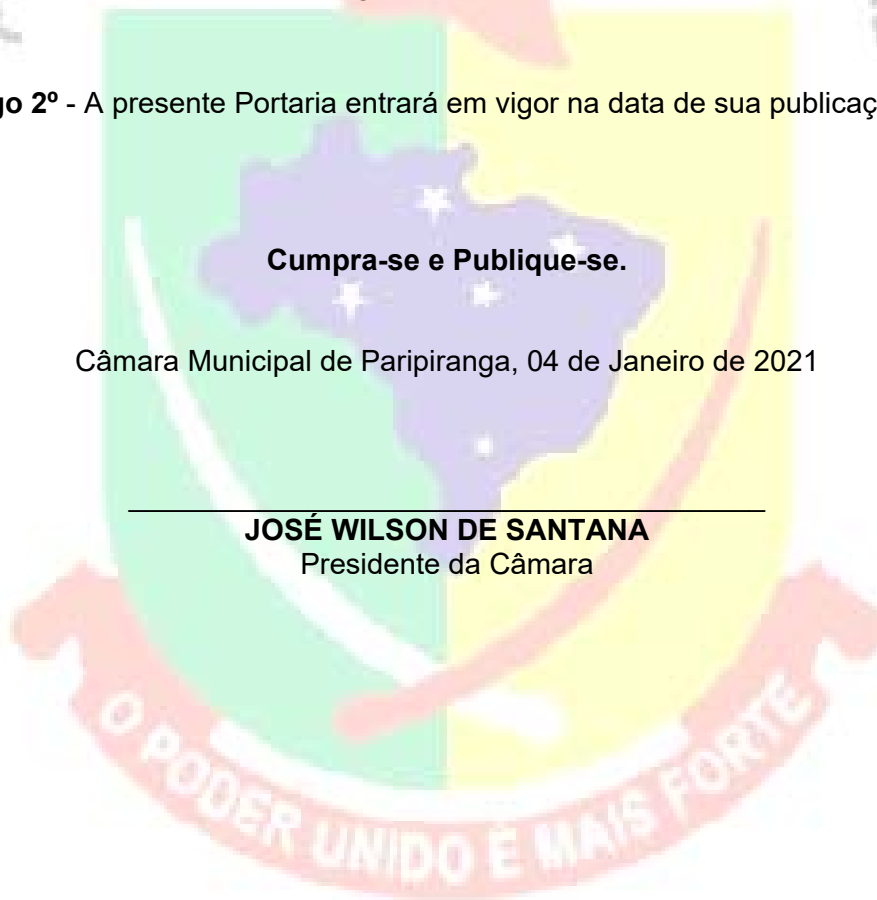 go 2º - A presente Portaria entrará em vigor na data de sua publicaç
Cumpra-se e Publique-se.
Câmara Municipal de Paripiranga, 04 de Janeiro de 2021
JOSÉ WILSON DE SANTANA
Presidente da Câmara
O PODER UNIDO É MAIS FORTE